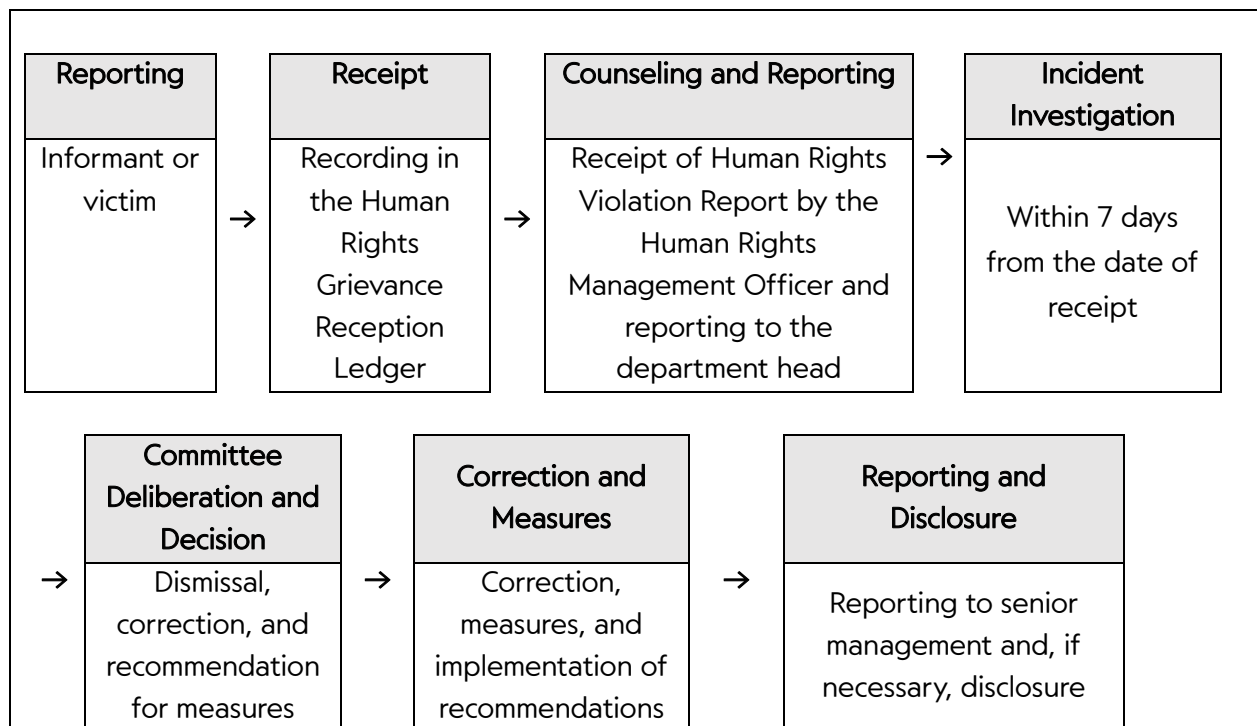 Reporting
Informant or
victim
→
Receipt
Recording in
the Human
Rights
Grievance
Reception
Ledger
→
Counseling and Reporting
Receipt of Human Rights
Violation Report by the
Human Rights
Management Officer and
reporting to the
department head
→
Incident
Investigation
Within 7 days
from the date of
receipt
→
Committee
Deliberation and
Decision
Dismissal,
correction, and
recommendation
for measures
→
Correction and
Measures
Correction,
measures, and
implementation of
recommendations
→
Reporting and
Disclosure
Reporting to senior
management and, if
necessary, disclosure